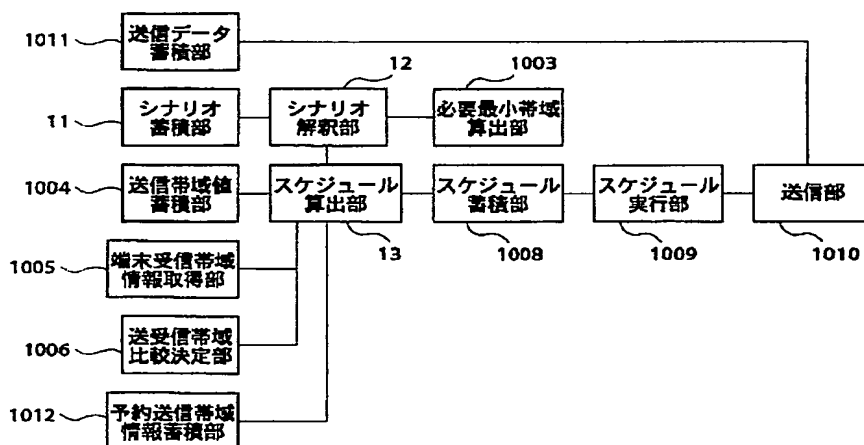 1011
送信データ
蓄積部
12
1003
11
シナリオ
蓄積部
シナリオ
解釈部
必要最小帯域
算出部
1004
送信帯域値
蓄積部
スケジュール
算出部
スケジュール
蓄積部
スケジュール
実行部
送信部
13
1008
1009
1010
1005
端末受信帯域
情報取得部
1006
送受信帯域
比較決定部
1012
予約送信帯域
情報蓄積部